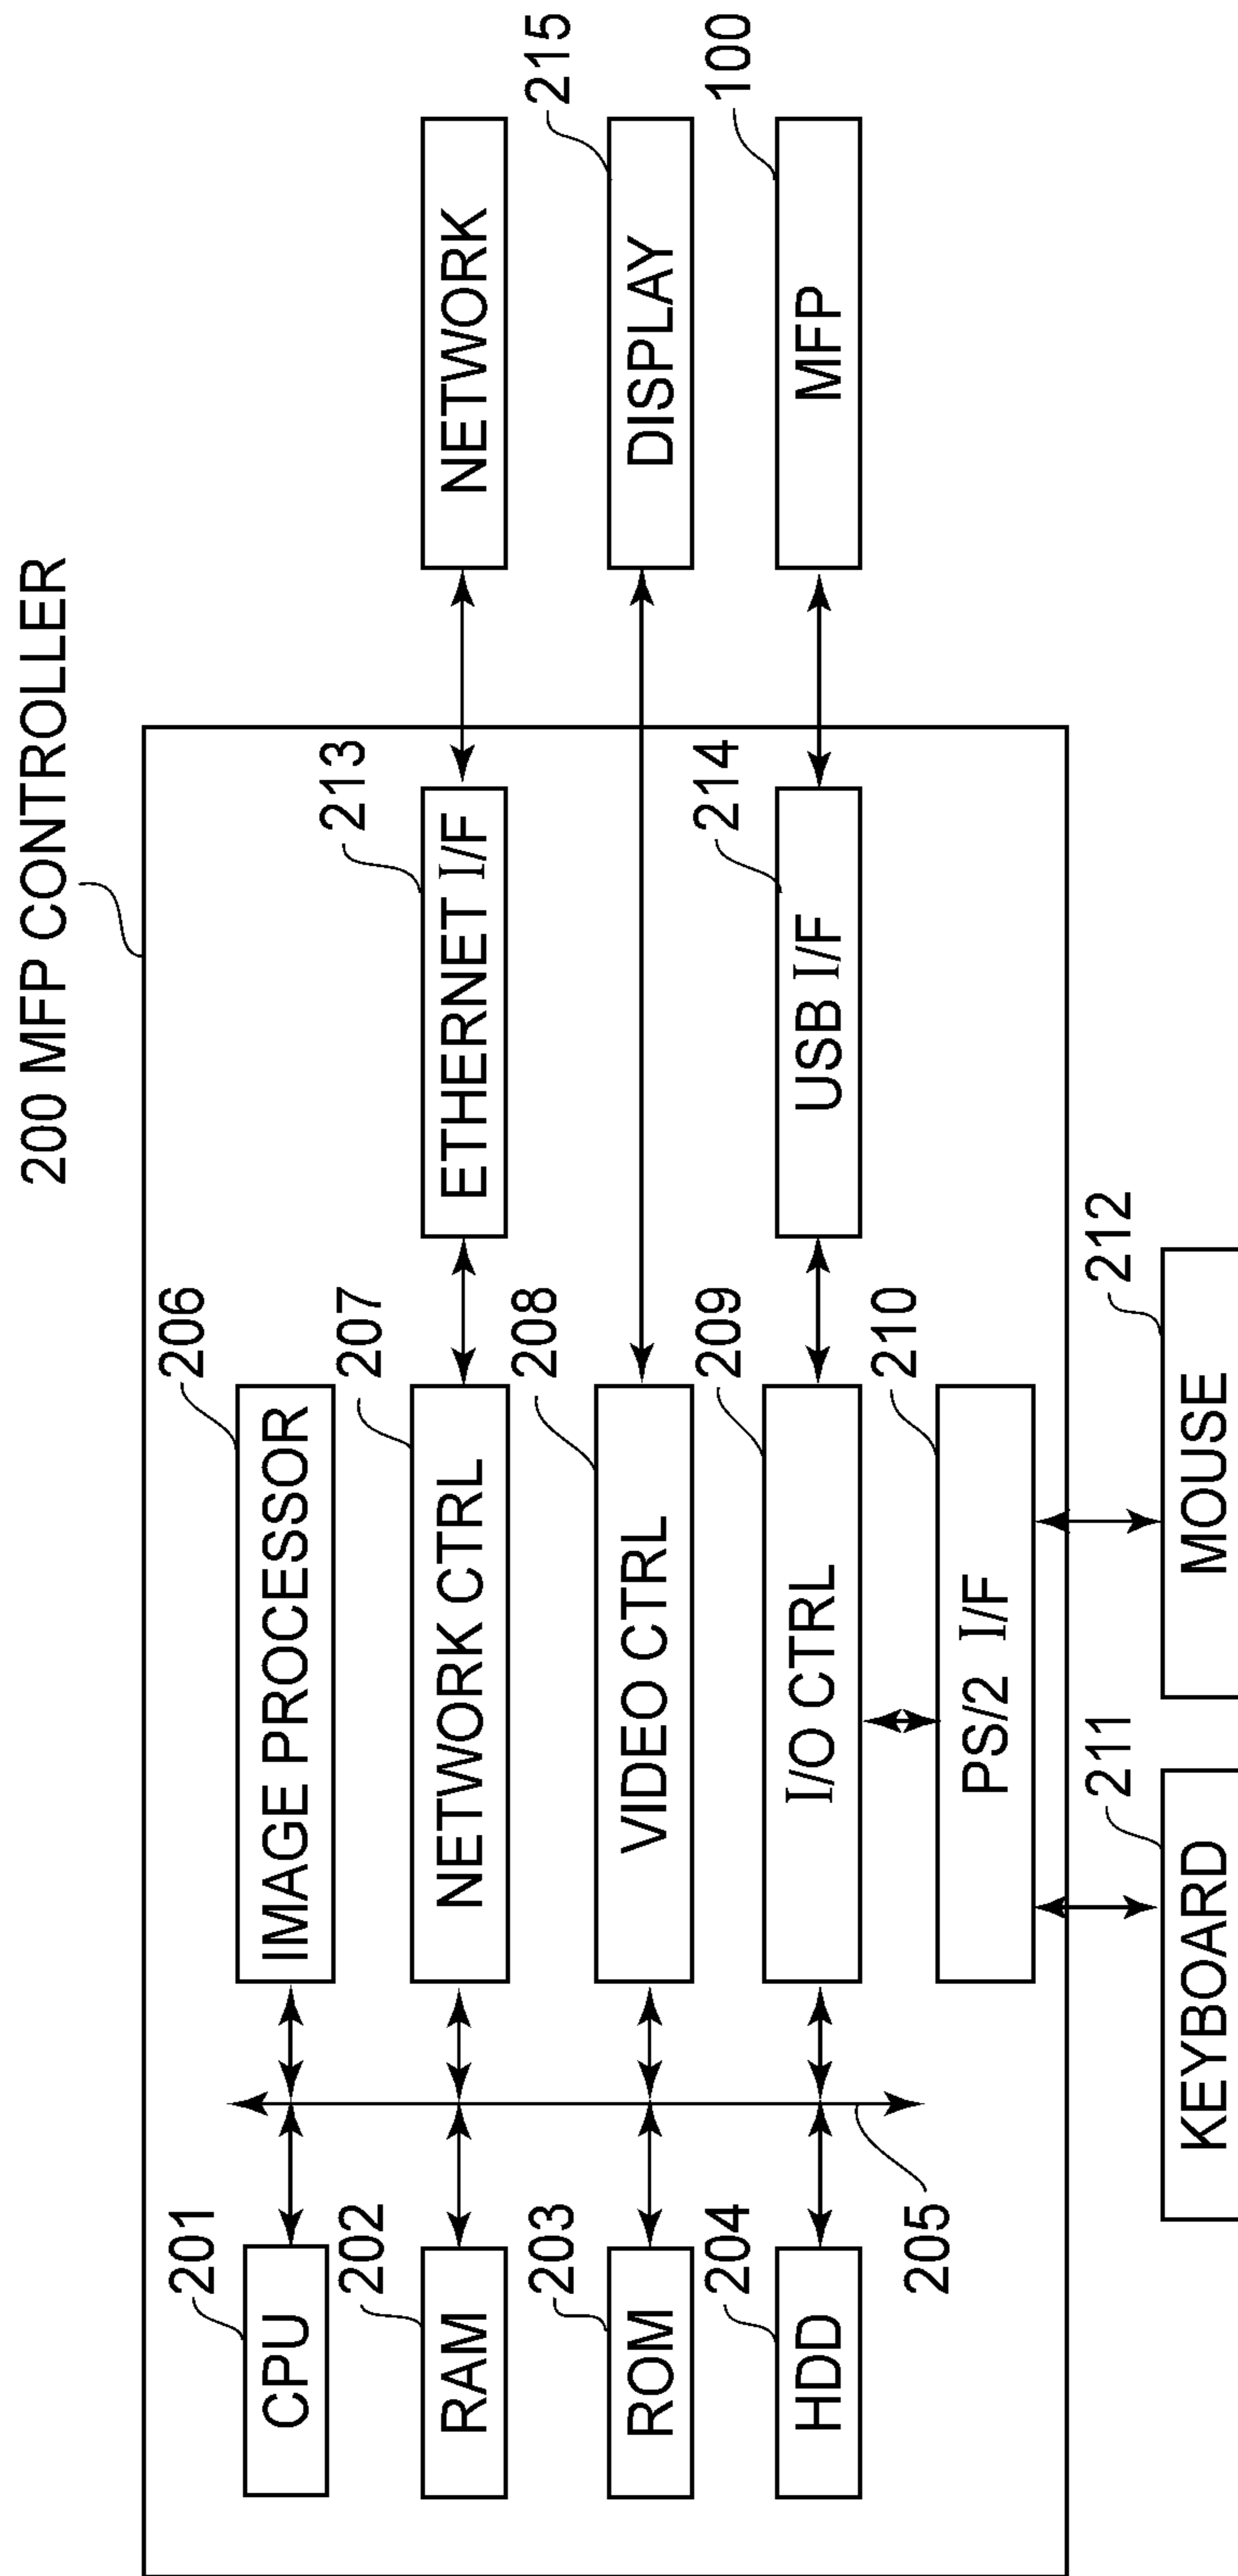 200 MFP CONTROLLER
201
CPU
202
RAM
203
ROM
204
HDD
205
206
IMAGE PROCESSOR
207
NETWORK CTRL
208
VIDEO CTRL
209
I/O CTRL
210
PS/2 I/F
213
ETHERNET I/F
214
USB I/F
NETWORK
215
DISPLAY
100
MFP
211
KEYBOARD
212
MOUSE